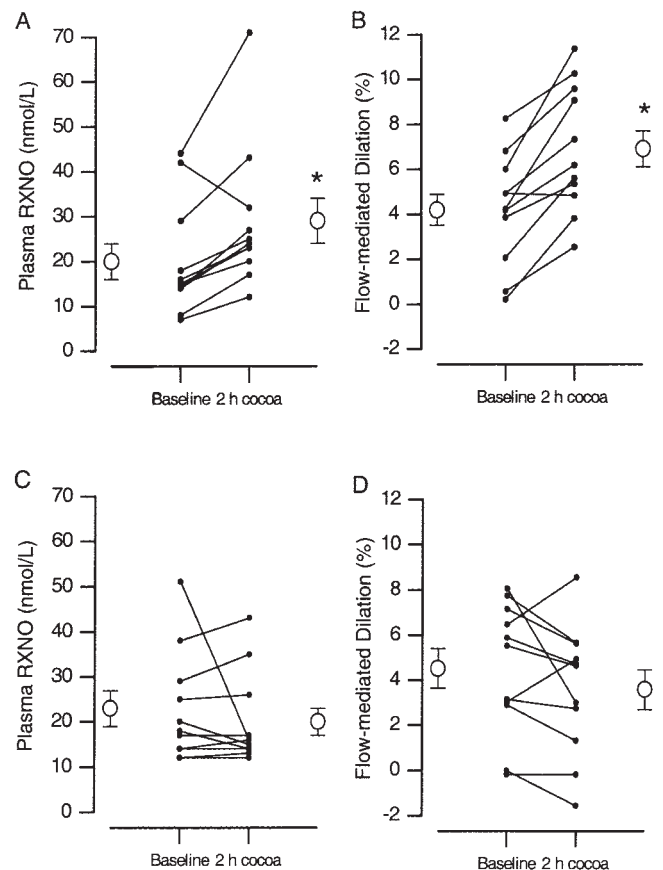 A
70
60
50
40
30
20
10
0
Plasma RXNO (nmol/L)
*
Baseline 2 h cocoa
B
12
10
8
6
4
2
0
-2
Flow-mediated Dilation (%)
*
Baseline 2 h cocoa
C
70
60
50
40
30
20
10
0
Plasma RXNO (nmol/L)
Baseline 2 h cocoa
D
12
10
8
6
4
2
0
-2
Flow-mediated Dilation (%)
Baseline 2 h cocoa